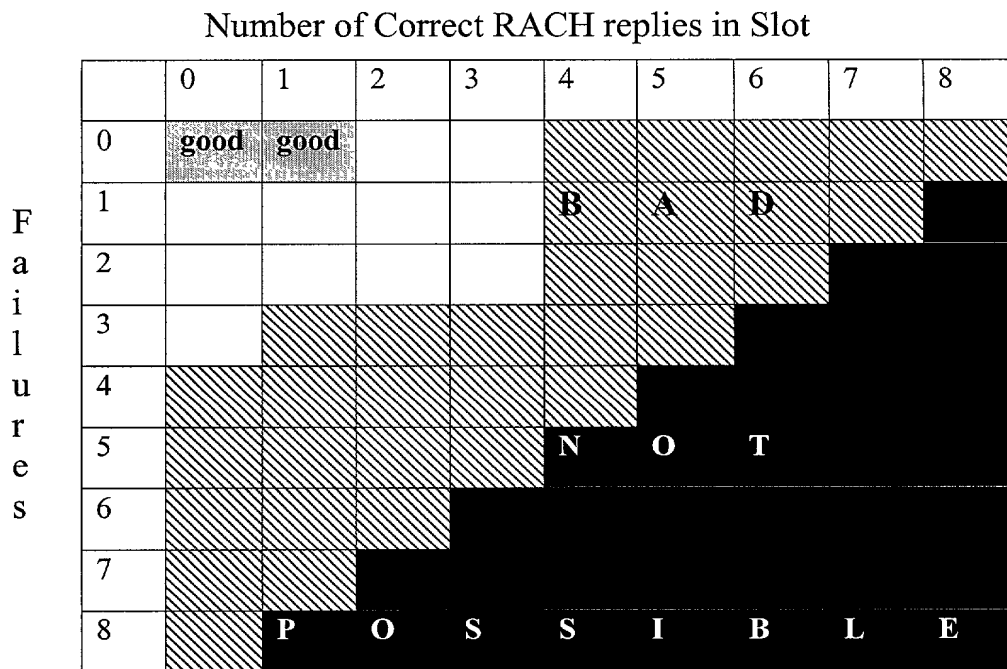 Number of Correct RACH replies in Slot
0 1 2 3 4 5 6 7 8
0 good good
1 B A D
2
3
4
5 N O T
6
7
8 P O S S I B L E
Failures